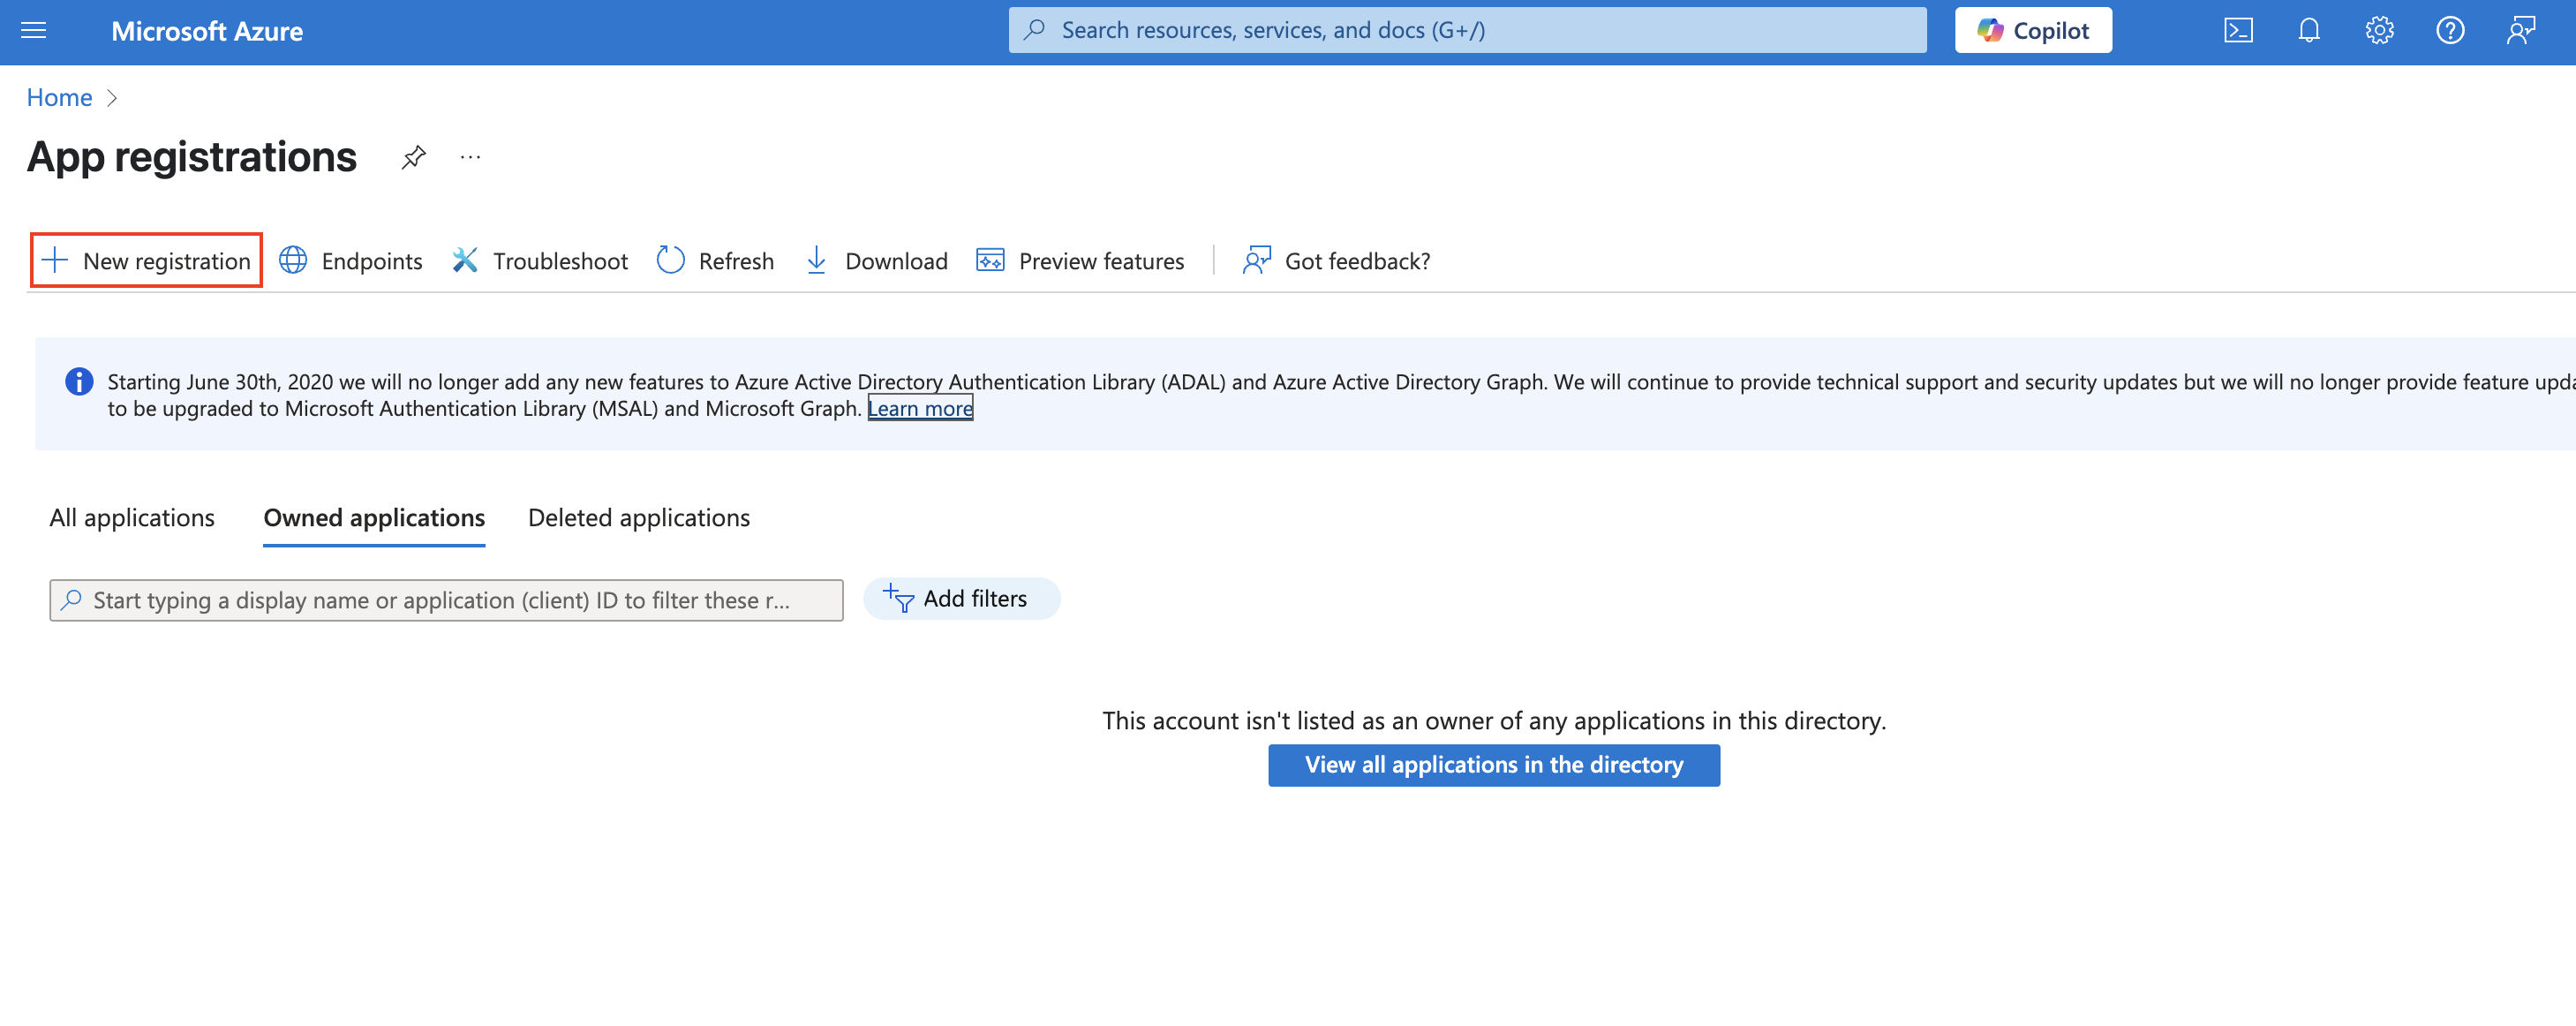 Microsoft Azure
Search resources, services, and docs (G+/)
Copilot
Home
App registrations
New registration
Endpoints
Troubleshoot
Refresh
Download
Preview features
Got feedback?
Starting June 30th, 2020 we will no longer add any new features to Azure Active Directory Authentication Library (ADAL) and Azure Active Directory Graph. We will continue to provide technical support and security updates but we will no longer provide feature
to be upgraded to Microsoft Authentication Library (MSAL) and Microsoft Graph. Learn more
All applications
Owned applications
Deleted applications
Start typing a display name or application (client) ID to filter these r...
Add filters
This account isn't listed as an owner of any applications in this directory.
View all applications in the directory